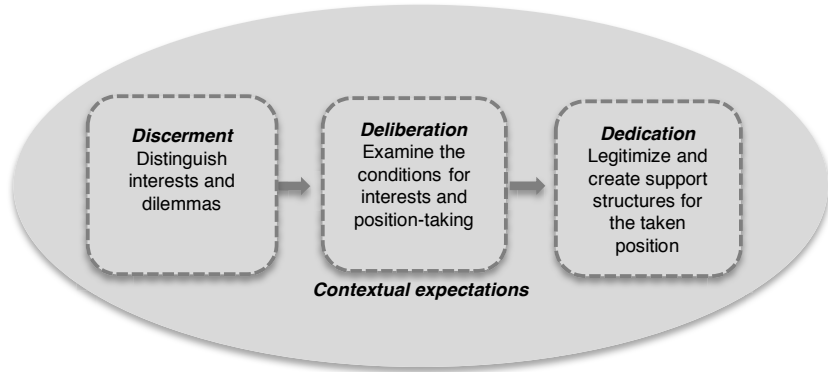 Discerment
Distinguish
interests and
dilemmas
Deliberation
Examine the
conditions for
interests and
position-taking
Dedication
Legitimize and
create support
structures for
the taken
position
Contextual expectations